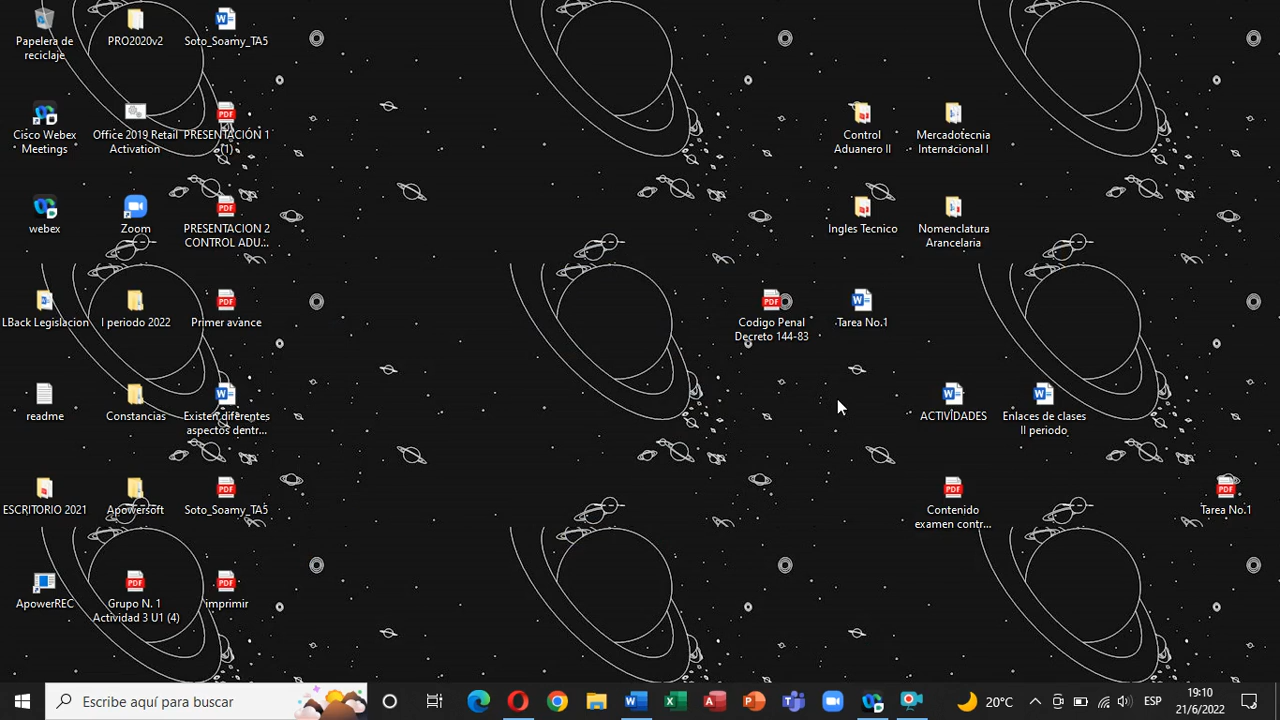 Papelera de
reciclaje
PRO2020v2
Soto_Soamy_TA5
Cisco Webex
Meetings
Office 2019 Retail
Activation
PRESENTACIÓN 1
(1)
Control
Aduanero II
Mercadotecnia
Internacional I
webex
Zoom
PRESENTACION 2
CONTROL ADU...
Ingles Tecnico
Nomenclatura
Arancelaria
LBack Legislacion
I periodo 2022
Primer avance
Codigo Penal
Decreto 144-83
Tarea No.1
readme
Constancias
Existen diferentes
aspectos dentr...
ACTIVIDADES
Enlaces de clases
II periodo
ESCRITORIO 2021
Apowersoft
Soto_Soamy_TA5
Contenido
examen contr...
Tarea No.1
ApowerREC
Grupo N. 1
Actividad 3 U1 (4)
imprimir
Escribe aquí para buscar
20°C
ESP
19:10
21/6/2022